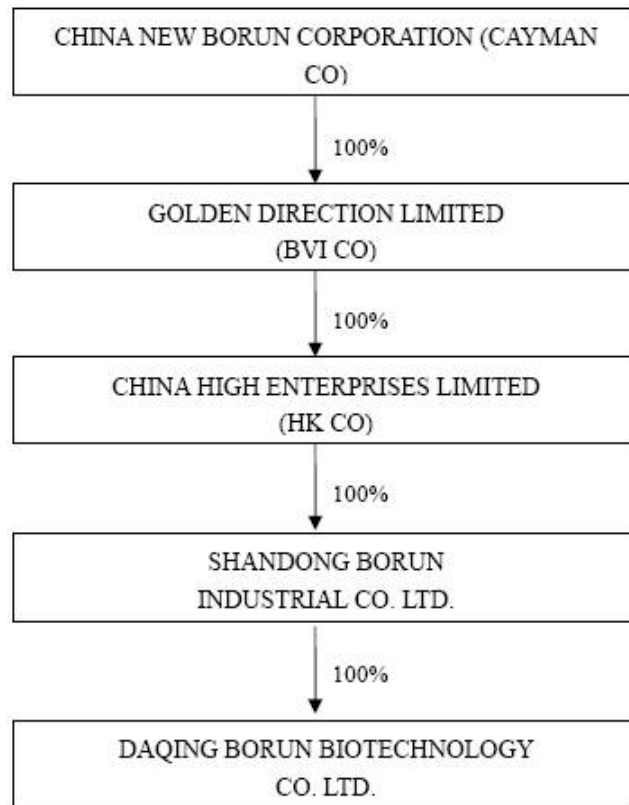 CHINA NEW BORUN CORPORATION (CAYMAN
CO)
100%
GOLDEN DIRECTION LIMITED
(BVI CO)
100%
CHINA HIGH ENTERPRISES LIMITED
(HK CO)
100%
SHANDONG BORUN
INDUSTRIAL CO. LTD.
100%
DAQING BORUN BIOTECHNOLOGY
CO. LTD.